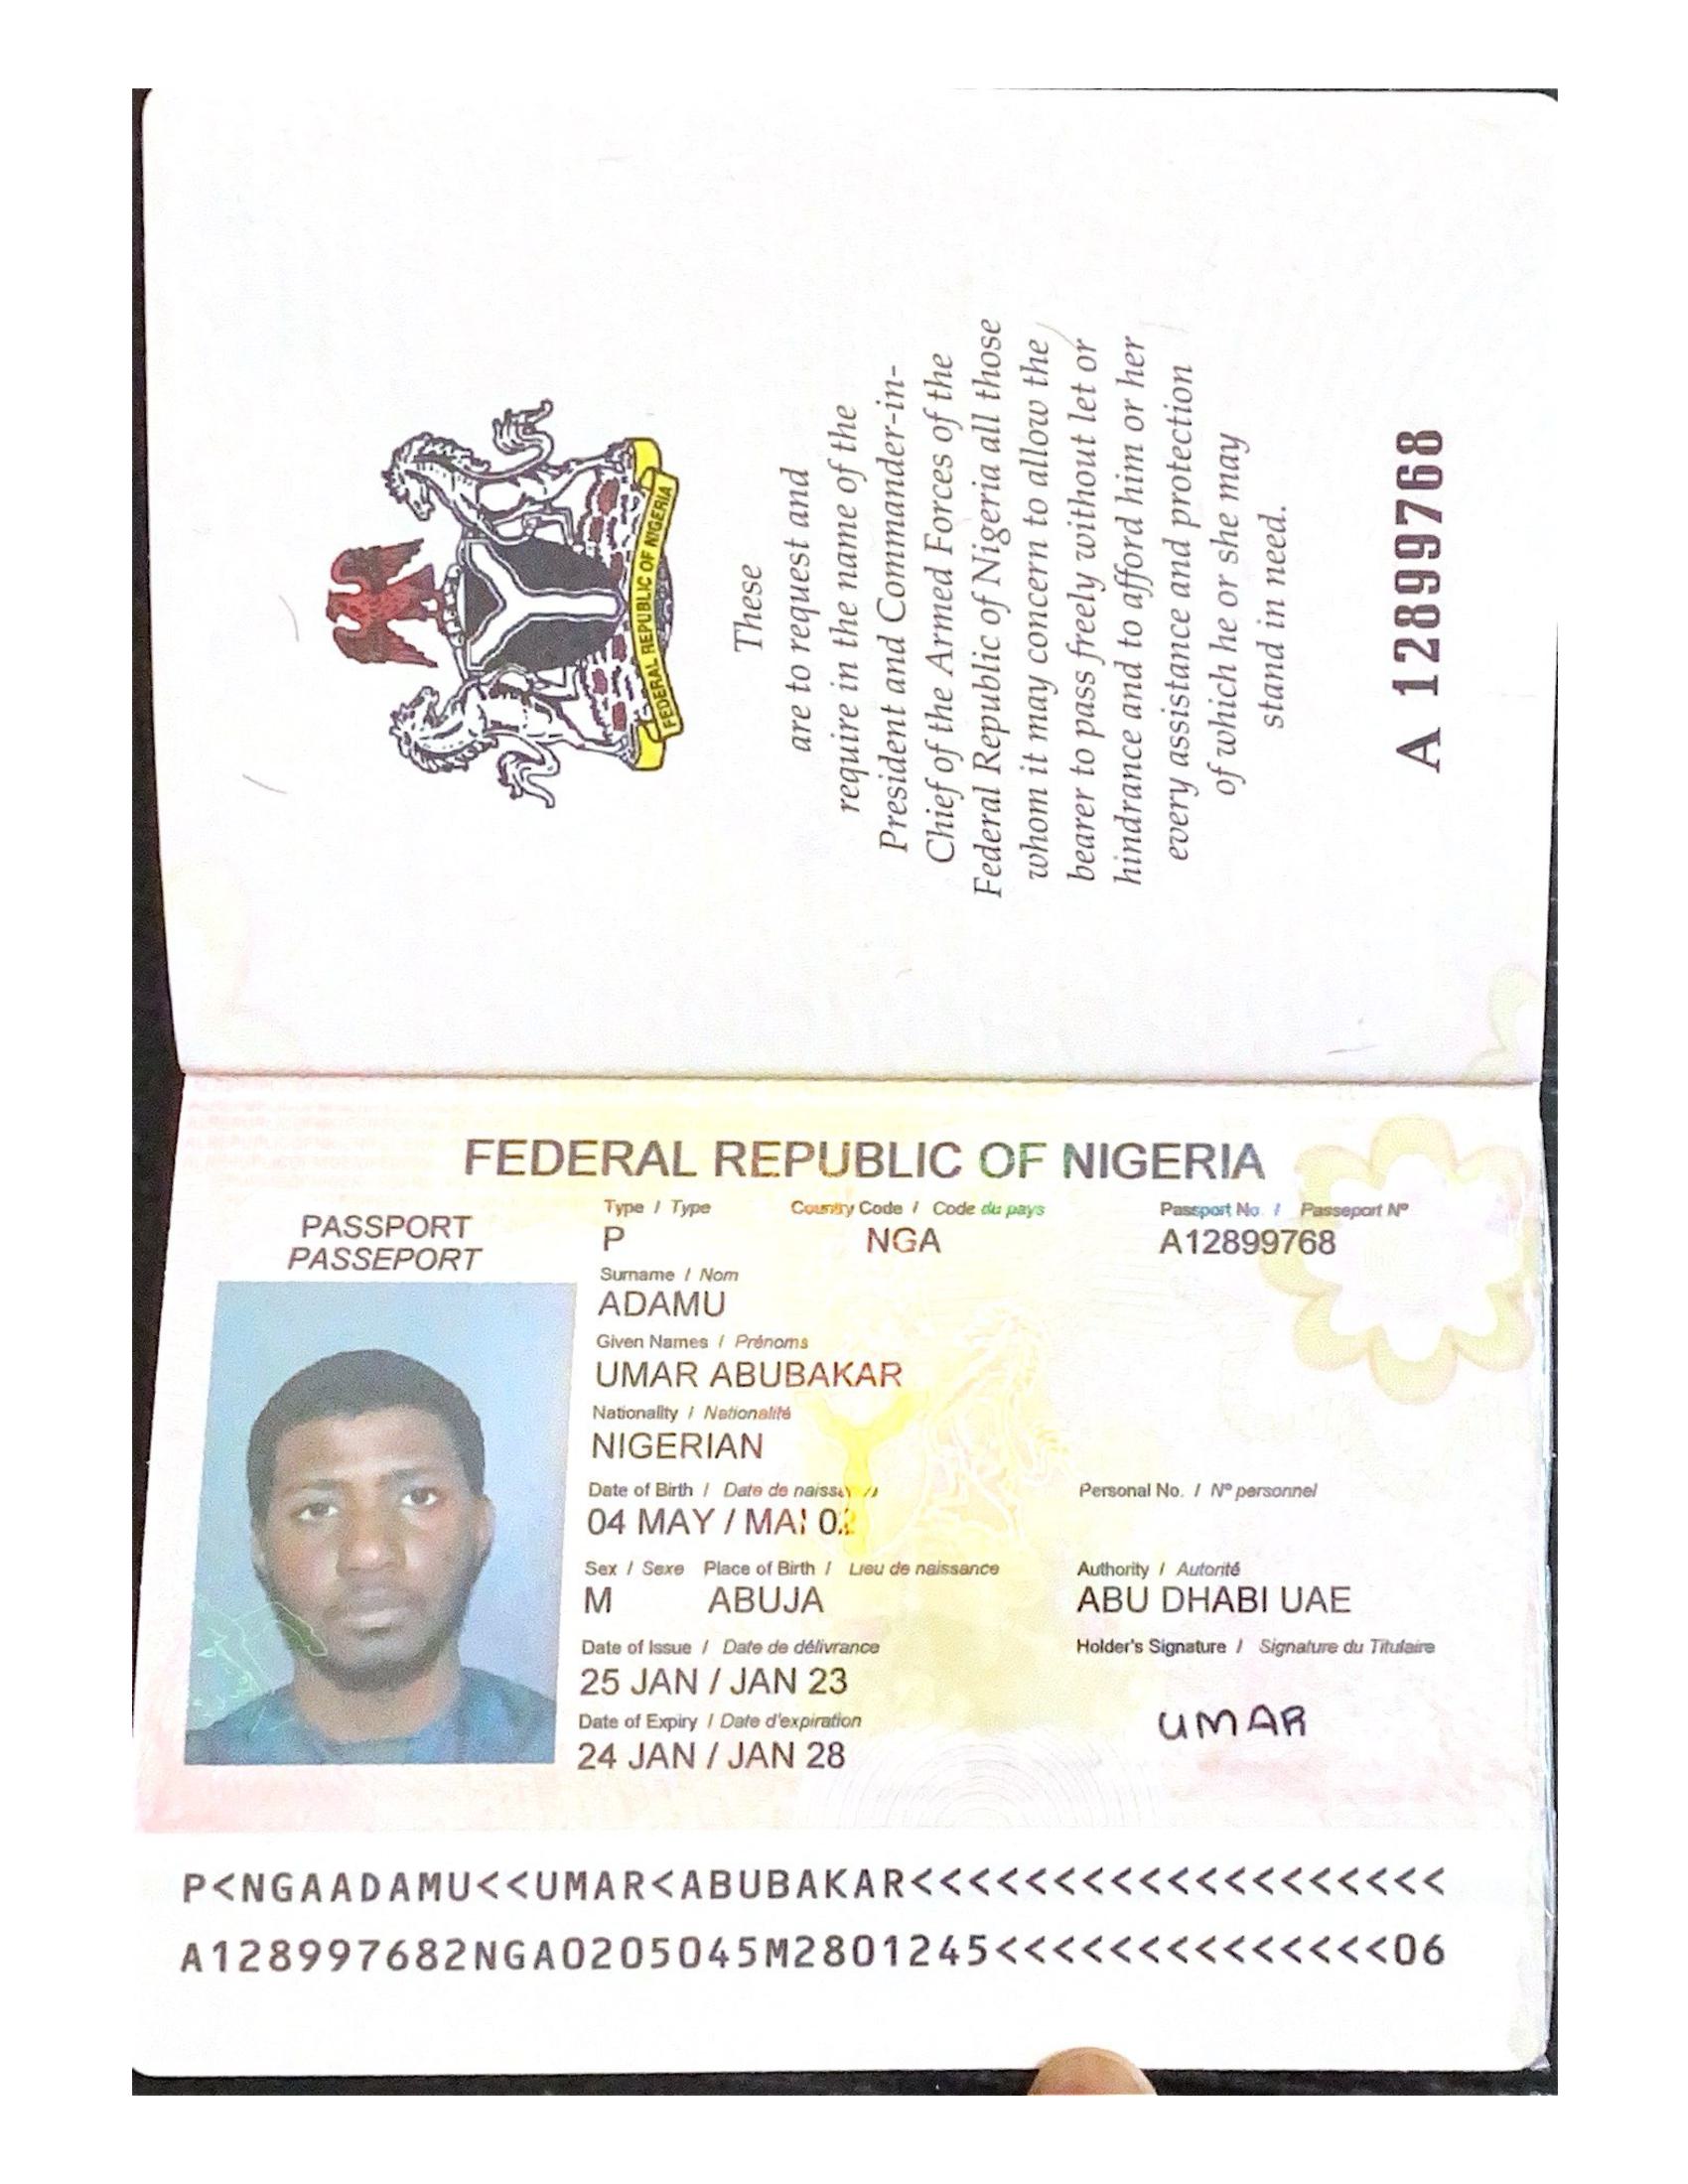 FEDERAL REPUBLIC OF NIGERIA
These
are to request and
require in the name of the
President and Commander-in-
Chief of the Armed Forces of the
Federal Republic of Nigeria all those
whom it may concern to allow the
bearer to pass freely without let or
hindrance and to afford him or her
every assistance and protection
of which he or she may
stand in need.
A 12899768
FEDERAL REPUBLIC OF NIGERIA
PASSPORT
PASSEPORT
Type / Type Country Code / Code du pays Passport No. / Passeport Nº
P NGA A12899768
Surname / Nom
ADAMU
Given Names / Prénoms
UMAR ABUBAKAR
Nationality / Nationalité
NIGERIAN
Date of Birth / Date de Personal No. / Nº personnel
04 MAY / MAI
Sex / Sexe Place of Birth / Lieu de naissance Authority / Autorité
M ABUJA ABU DHABI UAE
Date of Issue / Date de délivrance Holder's Signature / Signature du Titulaire
25 JAN / JAN 23
Date of Expiry / Date d'expiration
UMAR
24 JAN / JAN 28
P<NGAADAMU<<UMAR<ABUBAKAR<<<<<<<<<<<<<<<<<<<
A128997682NGA0205045M2801245<<<<<<<<<<<<<<06